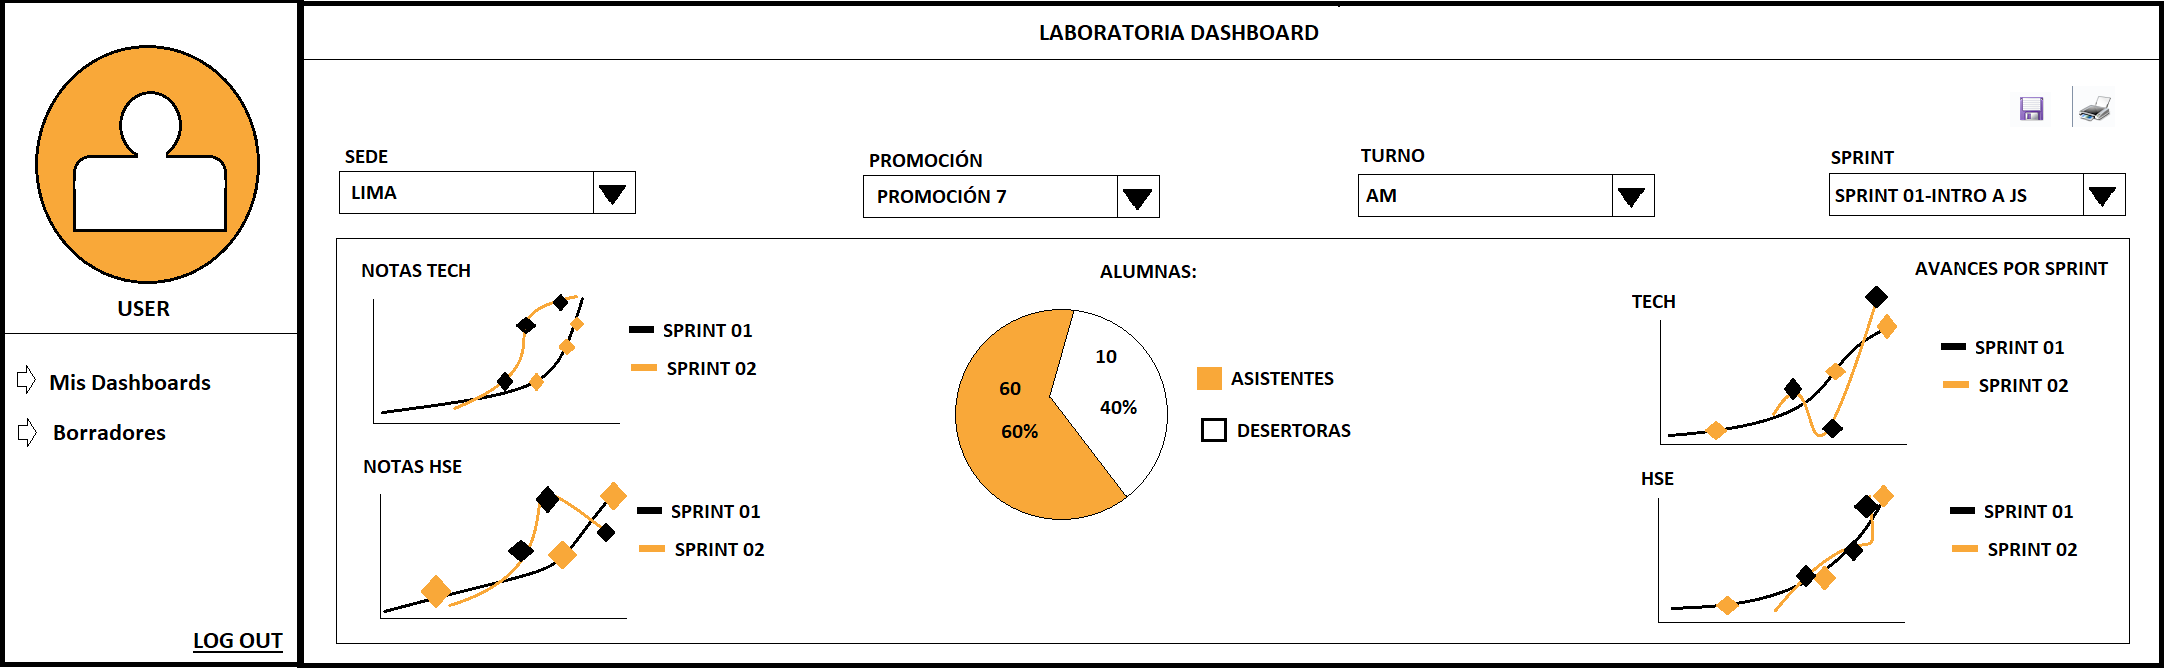 LABORATORIA DASHBOARD
USER
Mis Dashboards
Borradores
LOG OUT
SEDE
LIMA
PROMOCIÓN
PROMOCIÓN 7
TURNO
AM
SPRINT
SPRINT 01-INTRO A JS
NOTAS TECH
SPRINT 01
SPRINT 02
NOTAS HSE
SPRINT 01
SPRINT 02
ALUMNAS:
60
60%
10
40%
ASISTENTES
DESERTORAS
AVANCES POR SPRINT
TECH
SPRINT 01
SPRINT 02
HSE
SPRINT 01
SPRINT 02